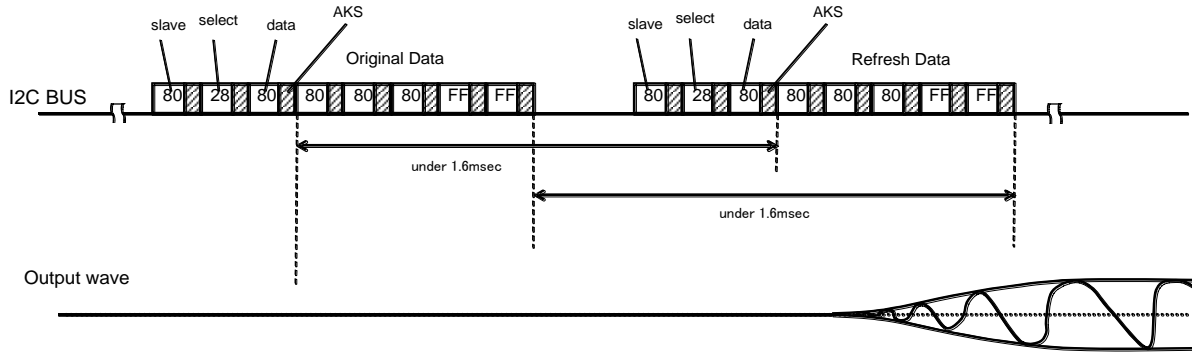 slave select data AKS
Original Data
slave select data AKS
Refresh Data
I2C BUS
80 28 80 80 80 80 FF FF
80 28 80 80 80 80 FF FF
under 1.6msec
under 1.6msec
Output wave